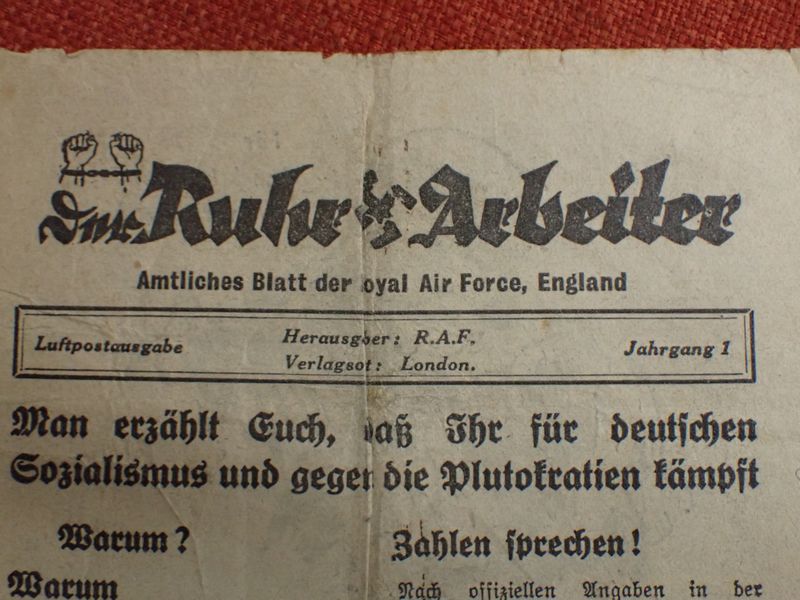 Der Ruhr Arbeiter
Amtliches Blatt der oyal Air Force, England
Luftpostausgabe
Herausgber: R.A.F.
Verlagsot: London.
Jahrgang 1
Man erzählt Euch, daß Ihr für deutschen
Sozialismus und gegen die Plutokratien kämpft
Warum?
Warum
Zahlen sprechen!
Nach offiziellen Angaben in der